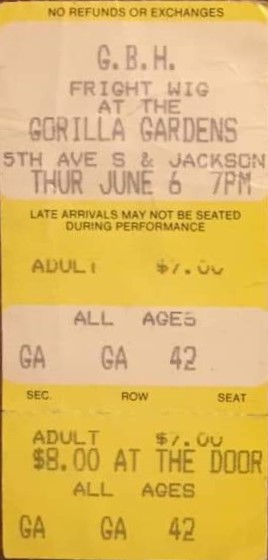 NO REFUNDS OR EXCHANGES
G.B.H.
FRIGHT WIG
AT THE
GORILLA GARDENS
5TH AVE S & JACKSON
THUR JUNE 6 7PM
LATE ARRIVALS MAY NOT BE SEATED
DURING PERFORMANCE
ADULT $7.00
ALL AGES
GA GA 42
SEC. ROW SEAT
ADULT $7.00
$8.00 AT THE DOOR
ALL AGES
GA GA 42